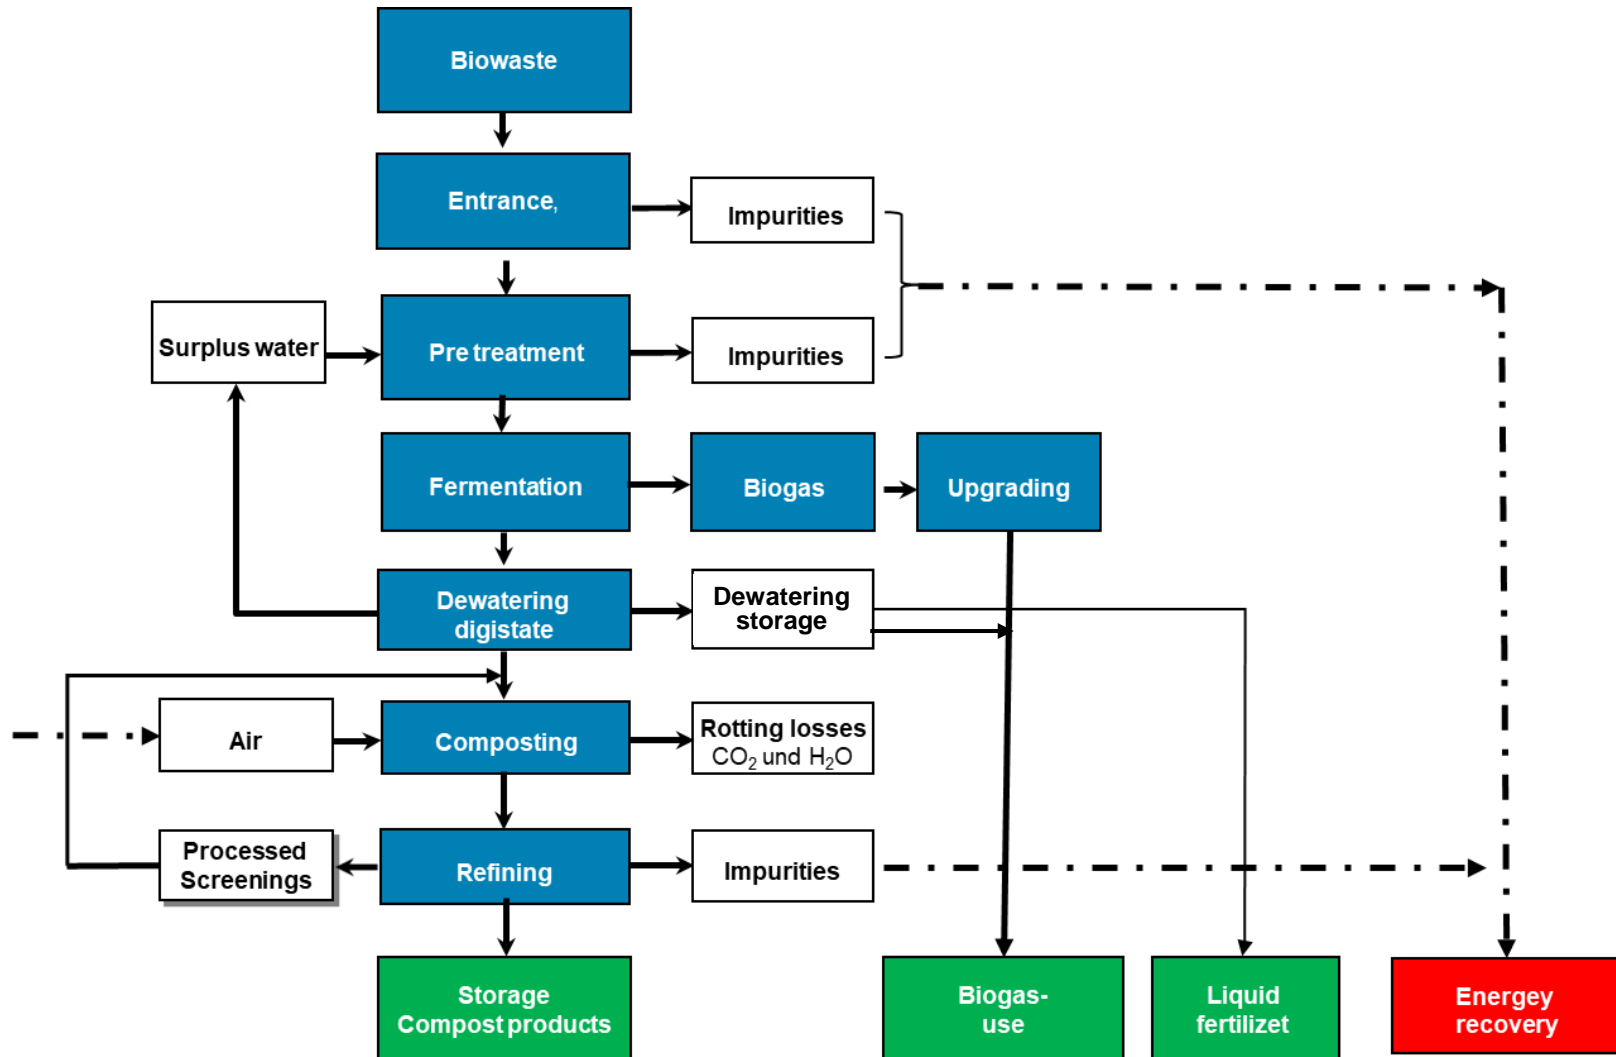 Biowaste
Entrance,
Impurities
Surplus water
Pre treatment
Impurities
Fermentation
Biogas
Upgrading
Dewatering
digistate
Dewatering
storage
Air
Composting
Rotting losses
CO₂ und H₂O
Processed
Screenings
Refining
Impurities
Storage
Compost products
Biogas-
use
Liquid
fertilizet
Energey
recovery